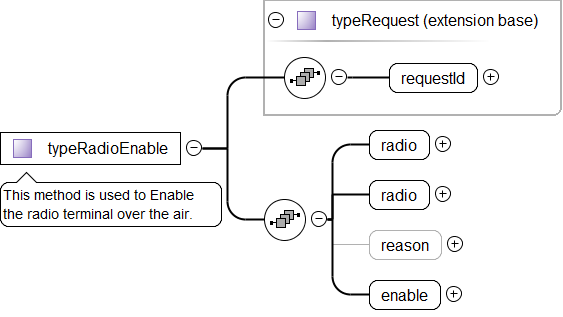 typeRequest (extension base)
requestId
typeRadioEnable
This method is used to Enable
the radio terminal over the air.
radio
radio
reason
enable